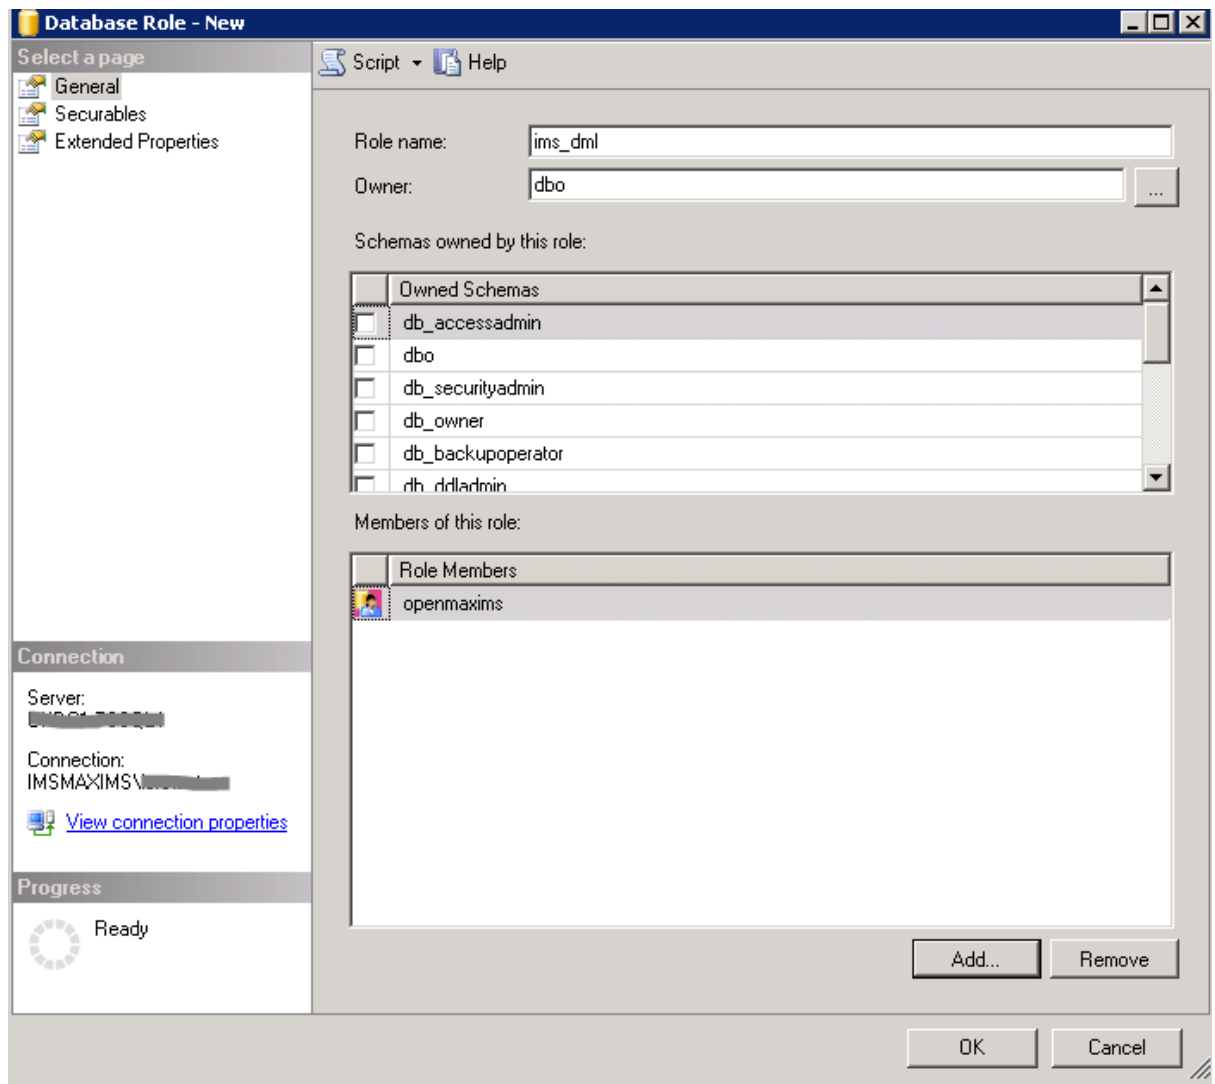 Database Role - New
Select a page
General
Securables
Extended Properties
Script
Help
Role name:
ims_dml
Owner:
dbo
...
Schemas owned by this role:
Owned Schemas
db_accessadmin
dbo
db_securityadmin
db_owner
db_backupoperator
db_ddladmin
Members of this role:
Role Members
openmaxims
Connection
Server:
Connection:
IMSMAXIMS\
View connection properties
Progress
Ready
Add...
Remove
OK
Cancel